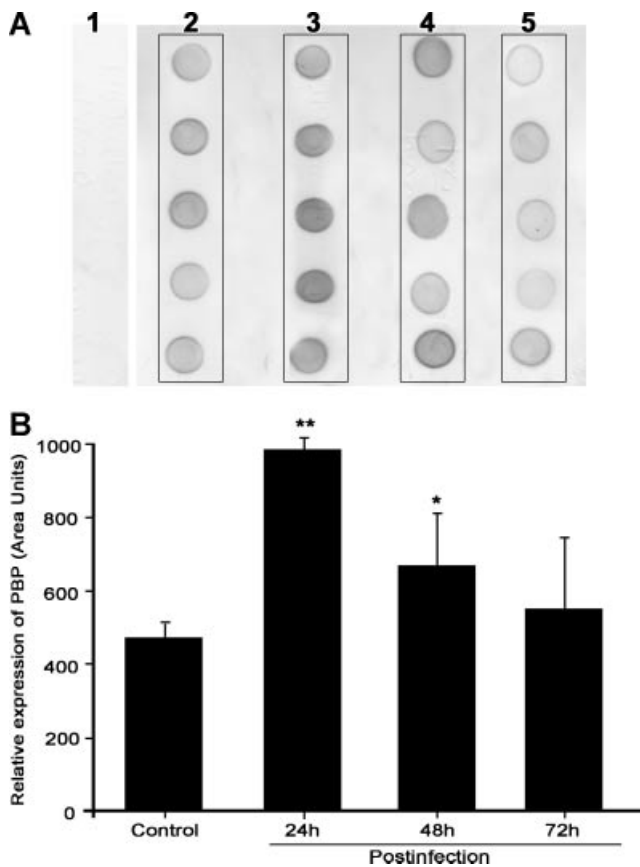 A 1 2 3 4 5
B
Relative expression of PBP (Area Units)
1000
800
600
400
200
0
**
*
Control 24h 48h 72h
Postinfection